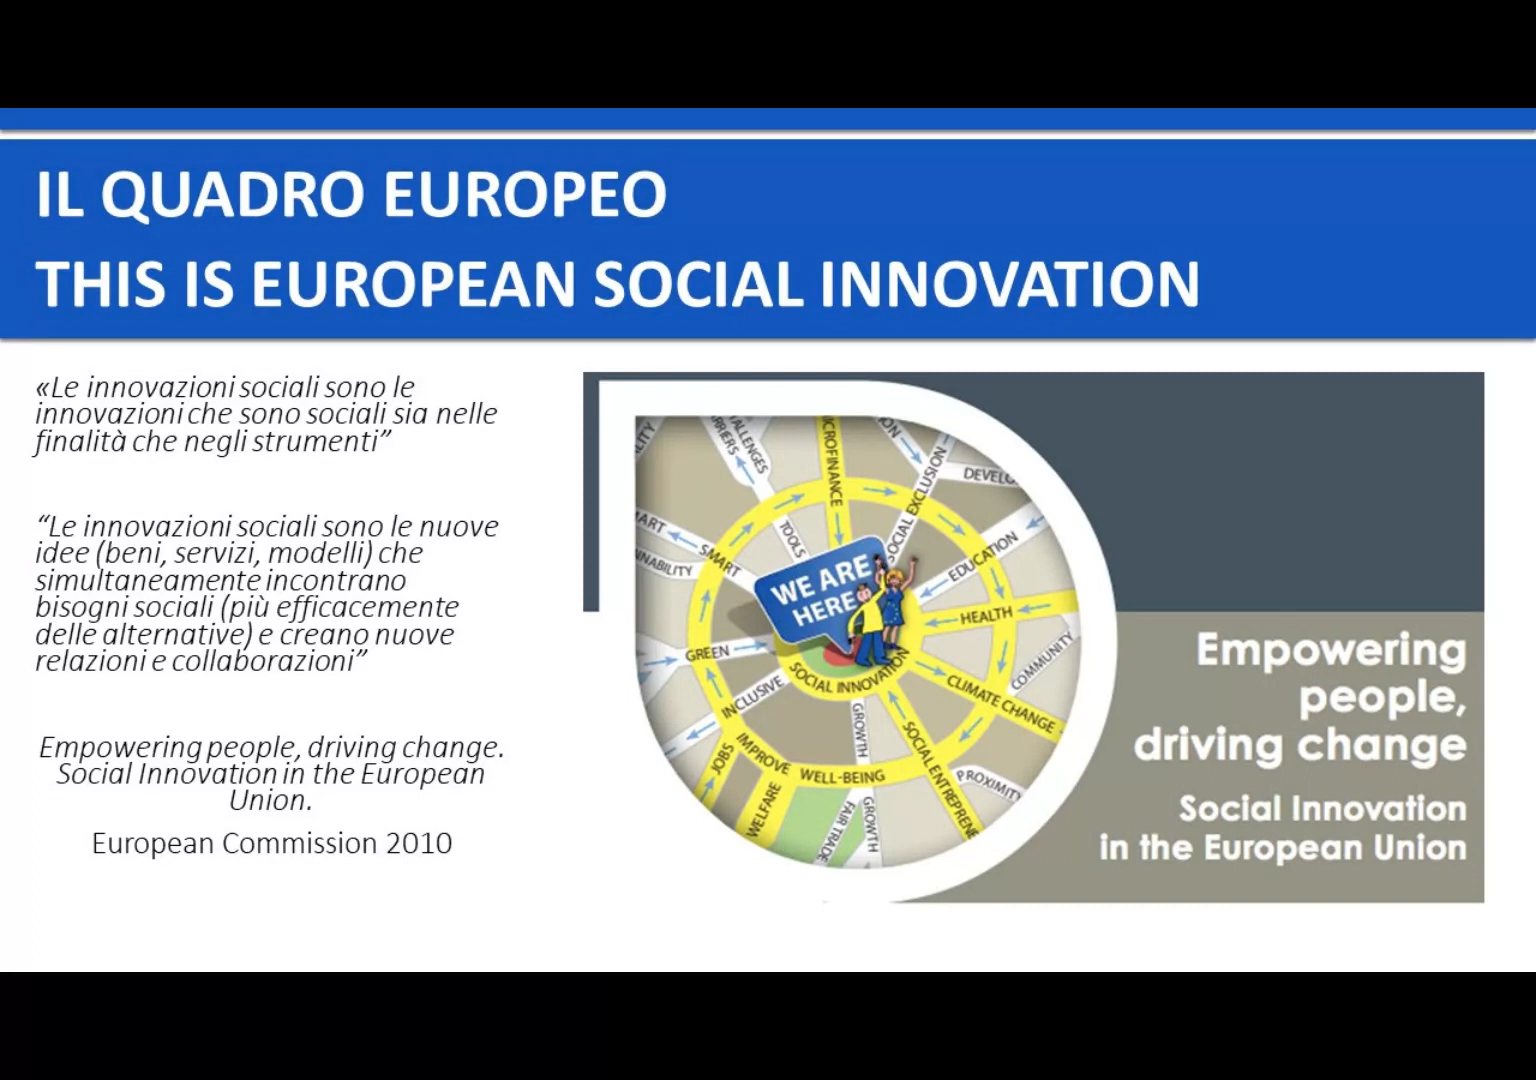 IL QUADRO EUROPEO
THIS IS EUROPEAN SOCIAL INNOVATION
«Le innovazioni sociali sono le
innovazioni che sono sociali sia nelle
finalità che negli strumenti”
“Le innovazioni sociali sono le nuove
idee (beni, servizi, modelli) che
simultaneamente incontrano
bisogni sociali (più efficacemente
delle alternative) e creano nuove
relazioni e collaborazioni”
Empowering people, driving change.
Social Innovation in the European
Union.
European Commission 2010
MICROFINANCE
SOCIAL EXCLUSION
TOOLS
SMART
EDUCATION
WE ARE
HERE
HEALTH
GREEN
COMMUNITY
SOCIAL INNOVATION
CLIMATE CHANGE
INCLUSIVE
GROWTH
JOBS
IMPROVE
WELL-BEING
PROXIMITY
WELFARE
FAIR TRADE
GROWTH
Empowering
people,
driving change
Social Innovation
in the European Union